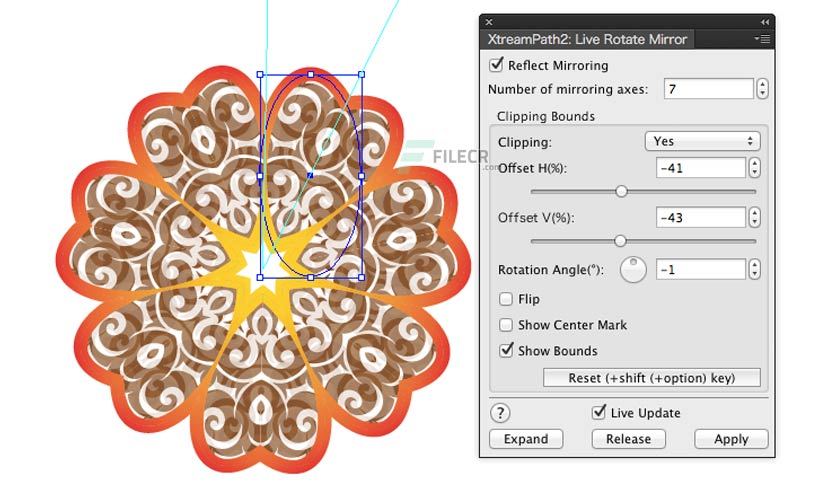 XtreamPath2: Live Rotate Mirror
Reflect Mirroring
Number of mirroring axes: 7
Clipping Bounds
Clipping: Yes
FILECR
.com
Offset H(%): -41
Offset V(%): -43
Rotation Angle(°): -1
Flip
Show Center Mark
Show Bounds
Reset (+shift (+option) key)
? Live Update
Expand Release Apply